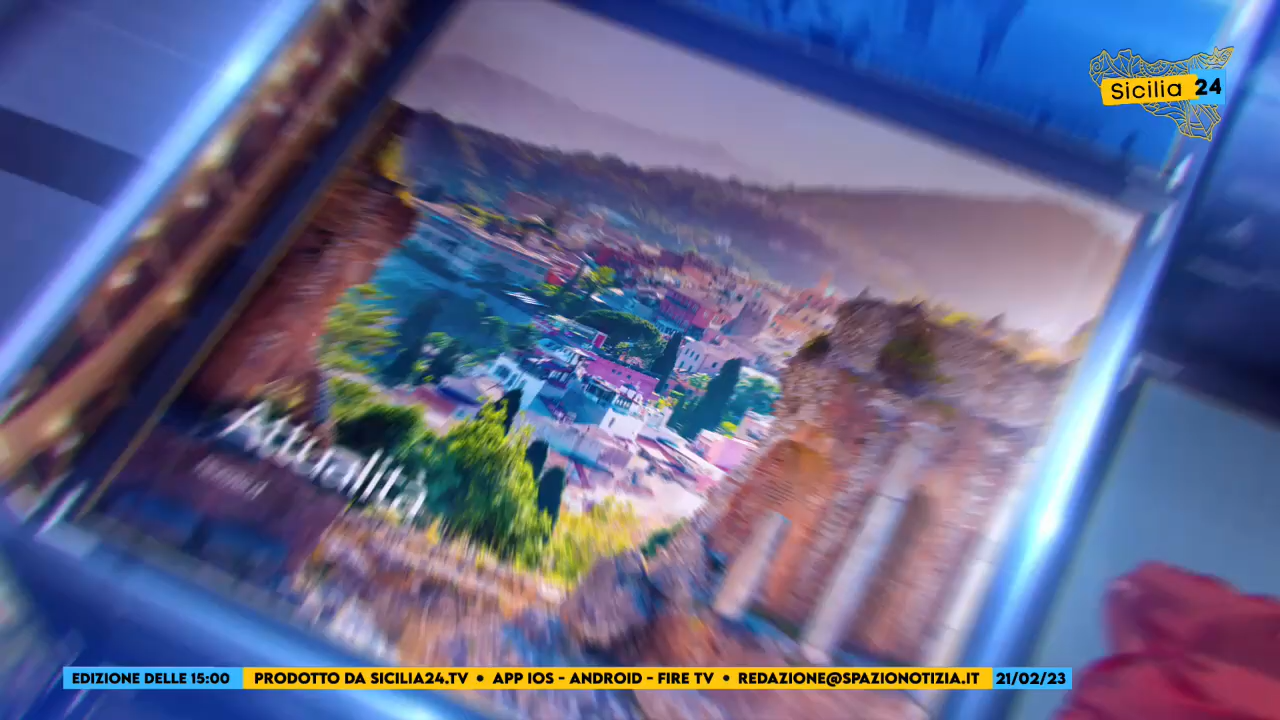 Sicilia 24
Attualità
EDIZIONE DELLE 15:00 PRODOTTO DA SICILIA24.TV • APP IOS - ANDROID - FIRE TV • REDAZIONE@SPAZIONOTIZIA.IT 21/02/23